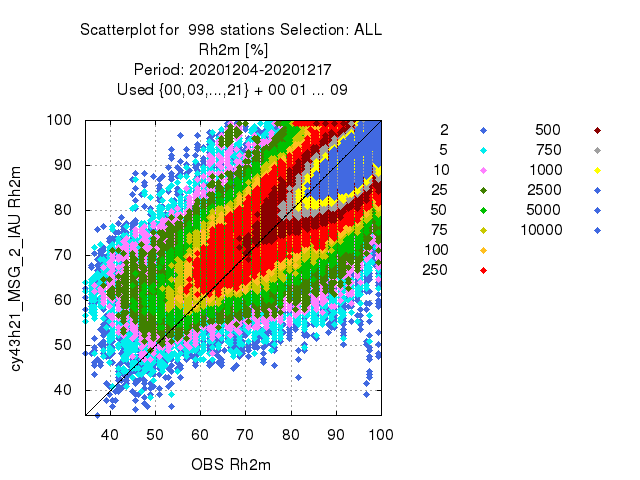 Scatterplot for 998 stations Selection: ALL
Rh2m [%]
Period: 20201204-20201217
Used {00,03,...,21} + 00 01 ... 09
cy43h21_MSG_2_IAU Rh2m
100
90
80
70
60
50
40
40 50 60 70 80 90 100
OBS Rh2m
2 500
5 750
10 1000
25 2500
50 5000
75 10000
100
250